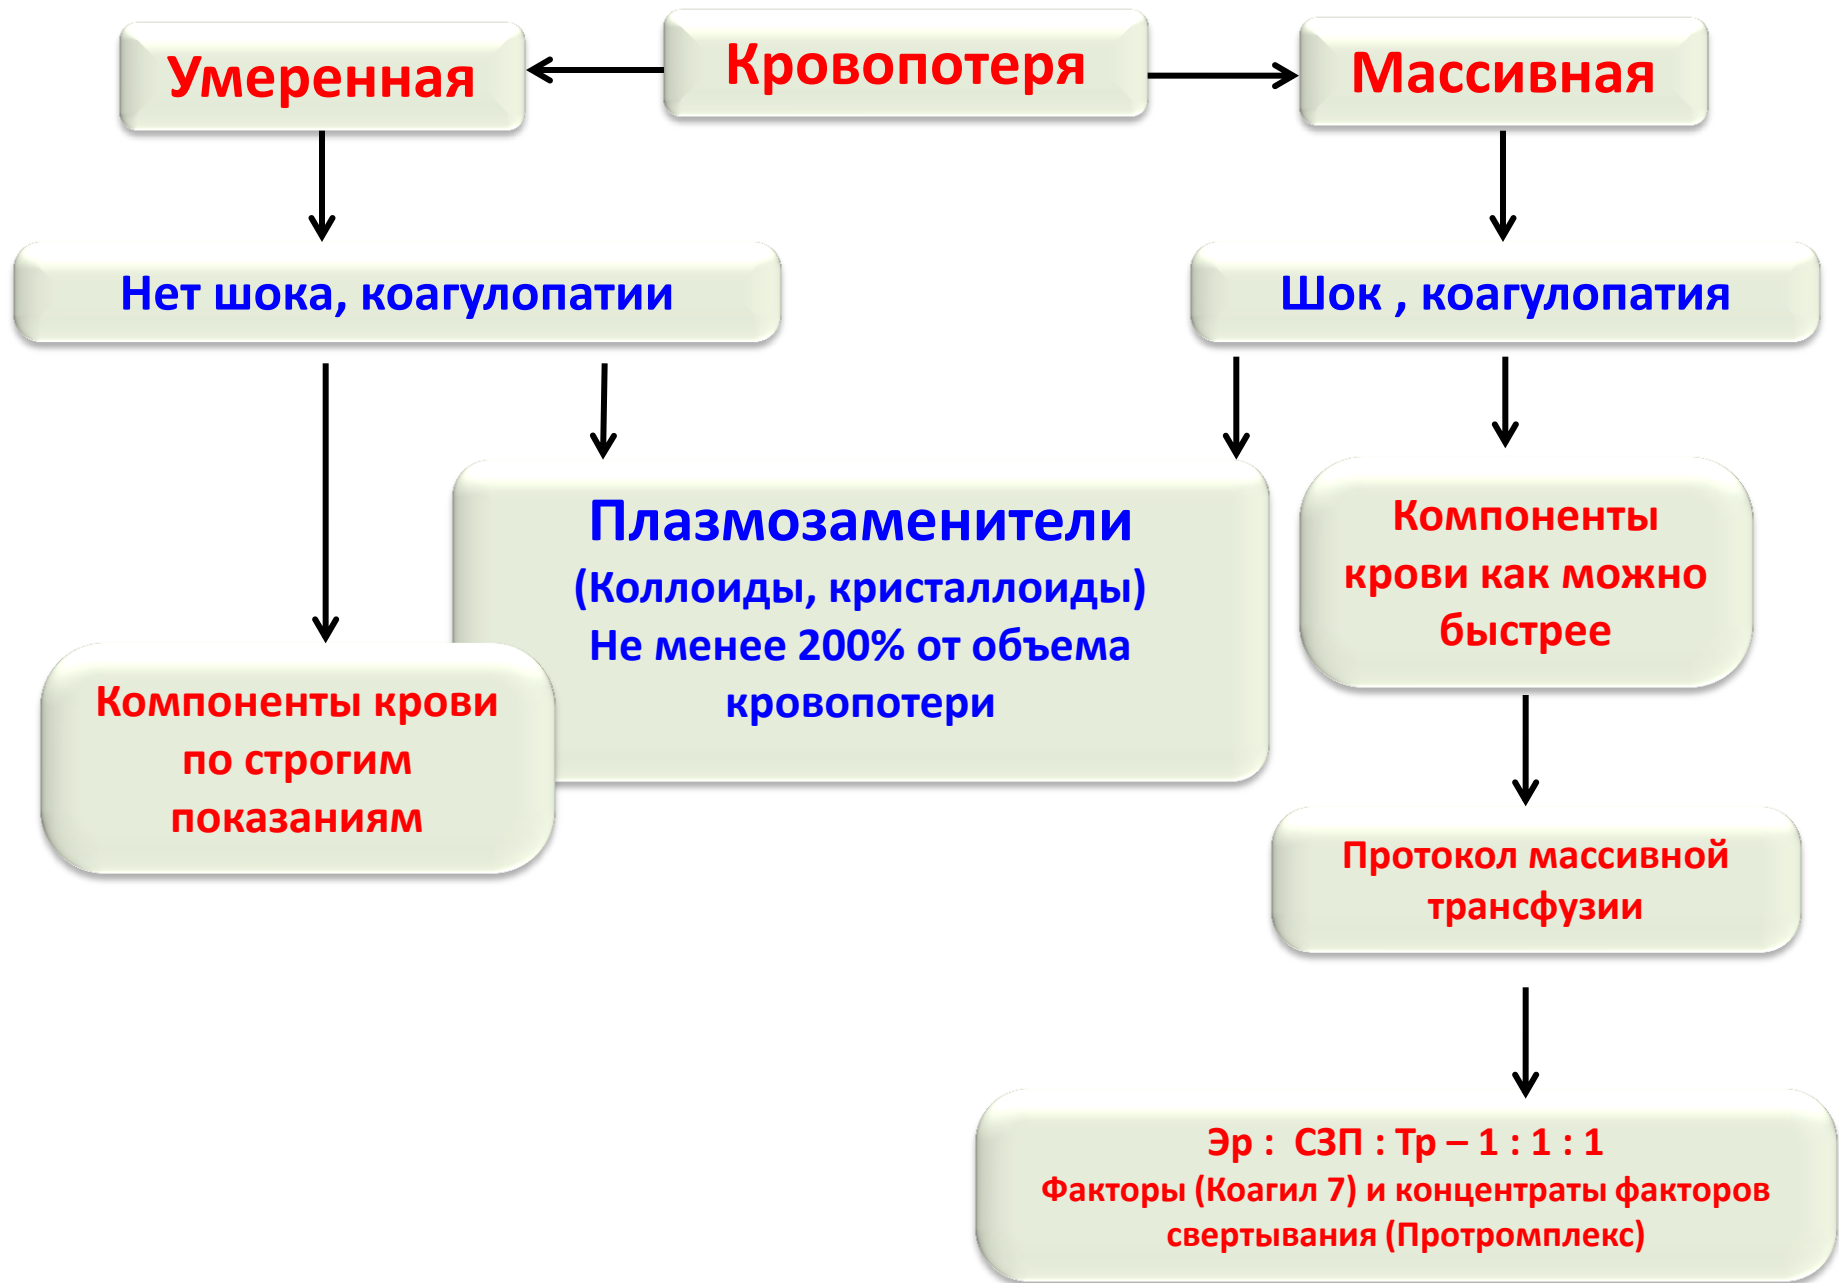 Кровопотеря
Умеренная
Массивная
Нет шока, коагулопатии
Шок , коагулопатия
Плазмозаменители
(Коллоиды, кристаллоиды)
Не менее 200% от объема
кровопотери
Компоненты
крови как можно
быстрее
Компоненты крови
по строгим
показаниям
Протокол массивной
трансфузии
Эр : СЗП : Тр – 1 : 1 : 1
Факторы (Коагил 7) и концентраты факторов
свертывания (Протромплекс)